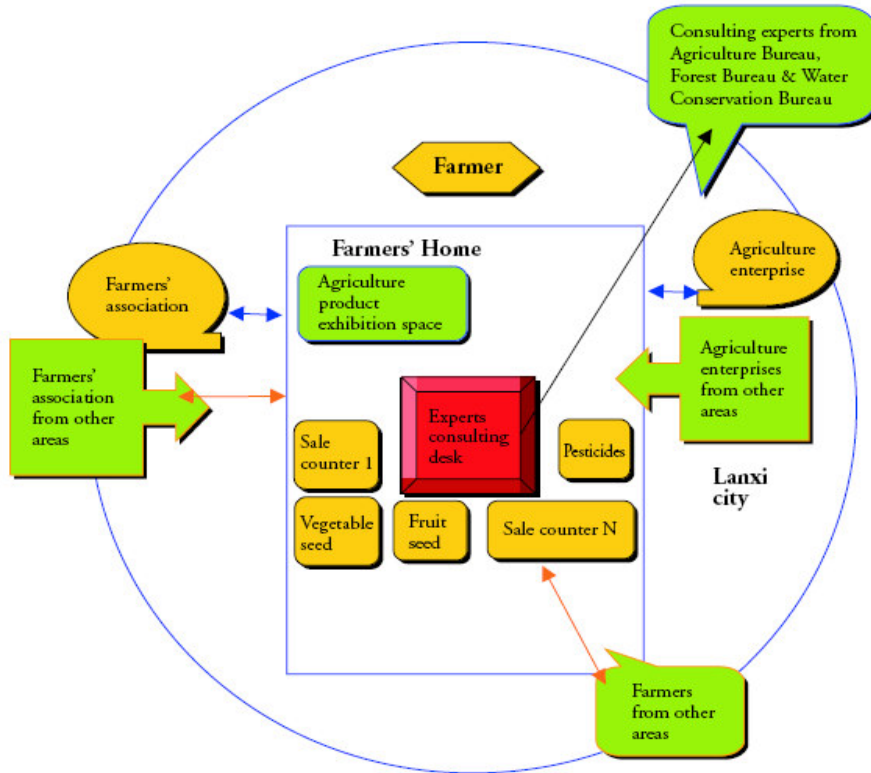 Consulting experts from
Agriculture Bureau,
Forest Bureau & Water
Conservation Bureau
Farmer
Farmers' Home
Farmers'
association
Agriculture
product
exhibition space
Agriculture
enterprise
Farmers'
association
from other
areas
Agriculture
enterprises
from other
areas
Experts
consulting
desk
Sale
counter 1
Pesticides
Lanxi
city
Vegetable
seed
Fruit
seed
Sale counter N
Farmers
from other
areas